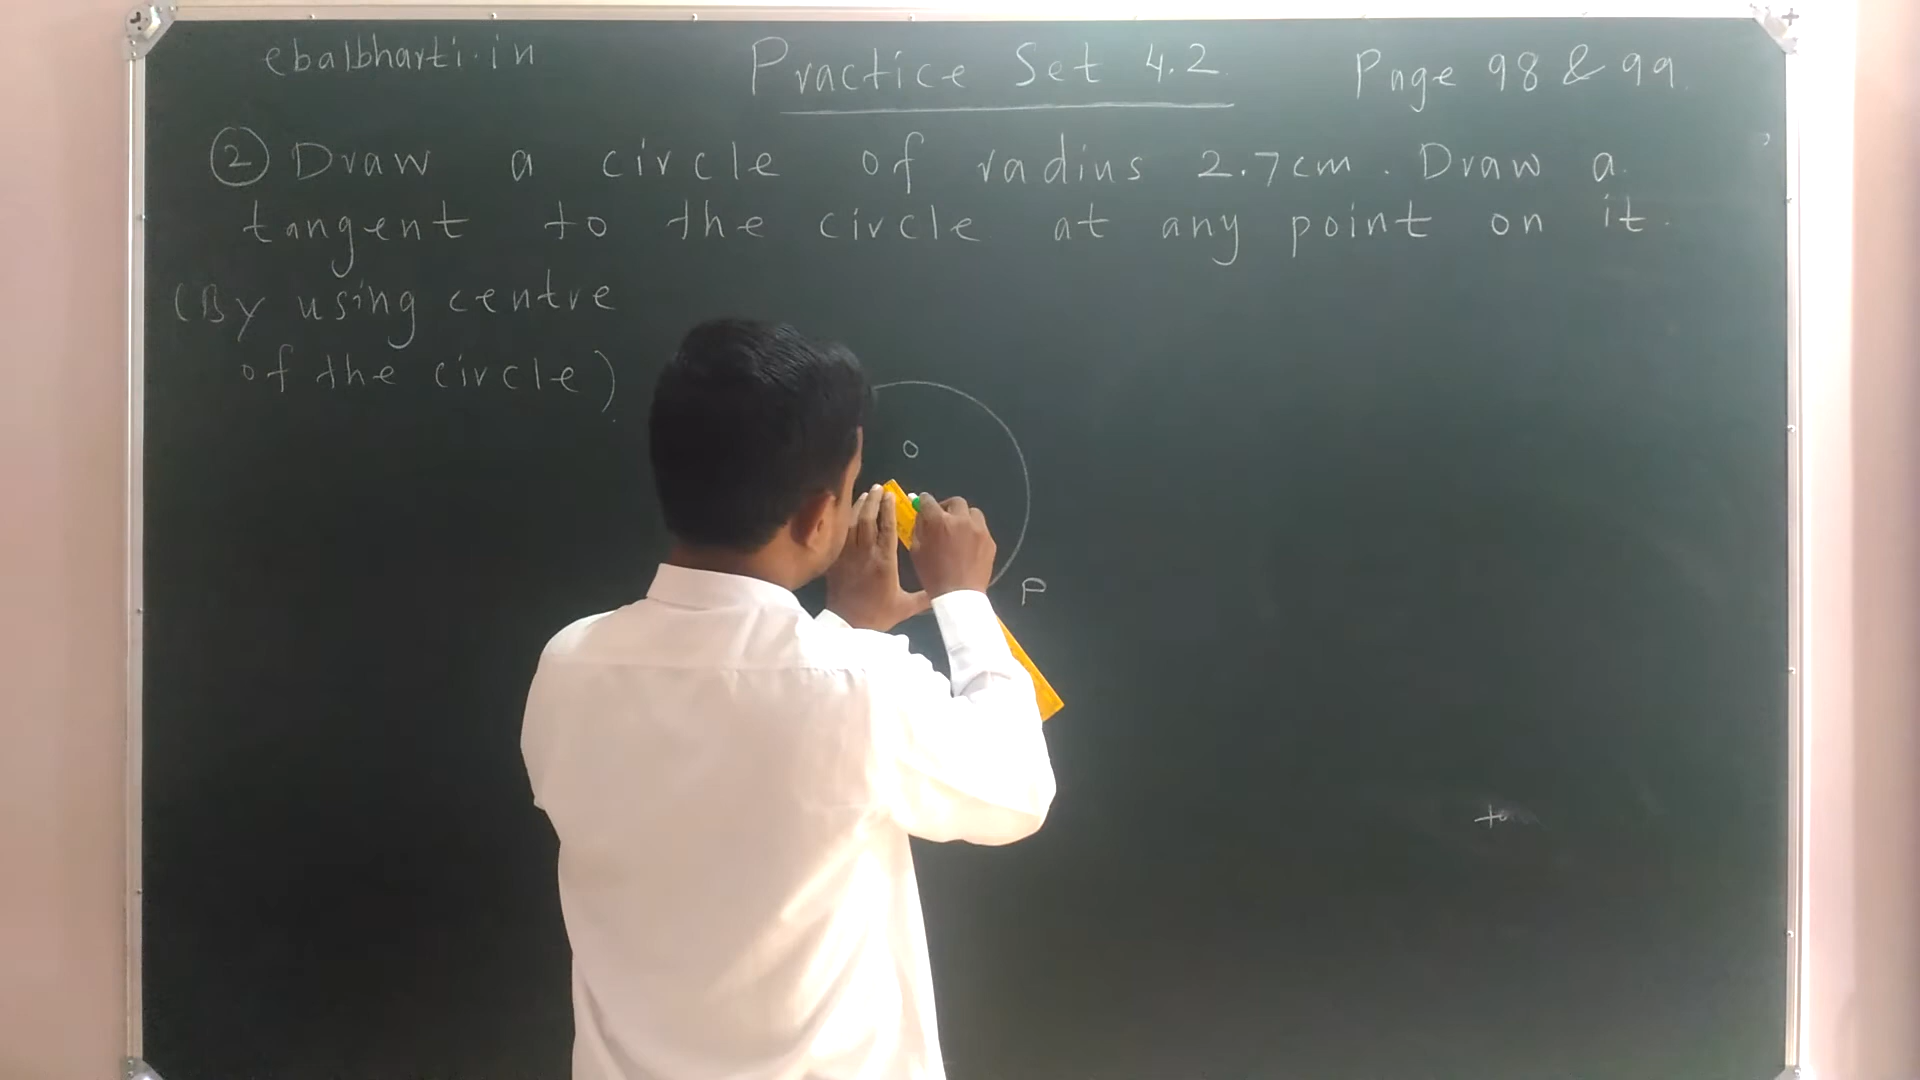 ebalbharti.in Practice Set 4.2 Page 98 & 99.
② Draw a circle of radius 2.7cm. Draw a
tangent to the circle at any point on it.
(By using centre
of the circle)
O
P